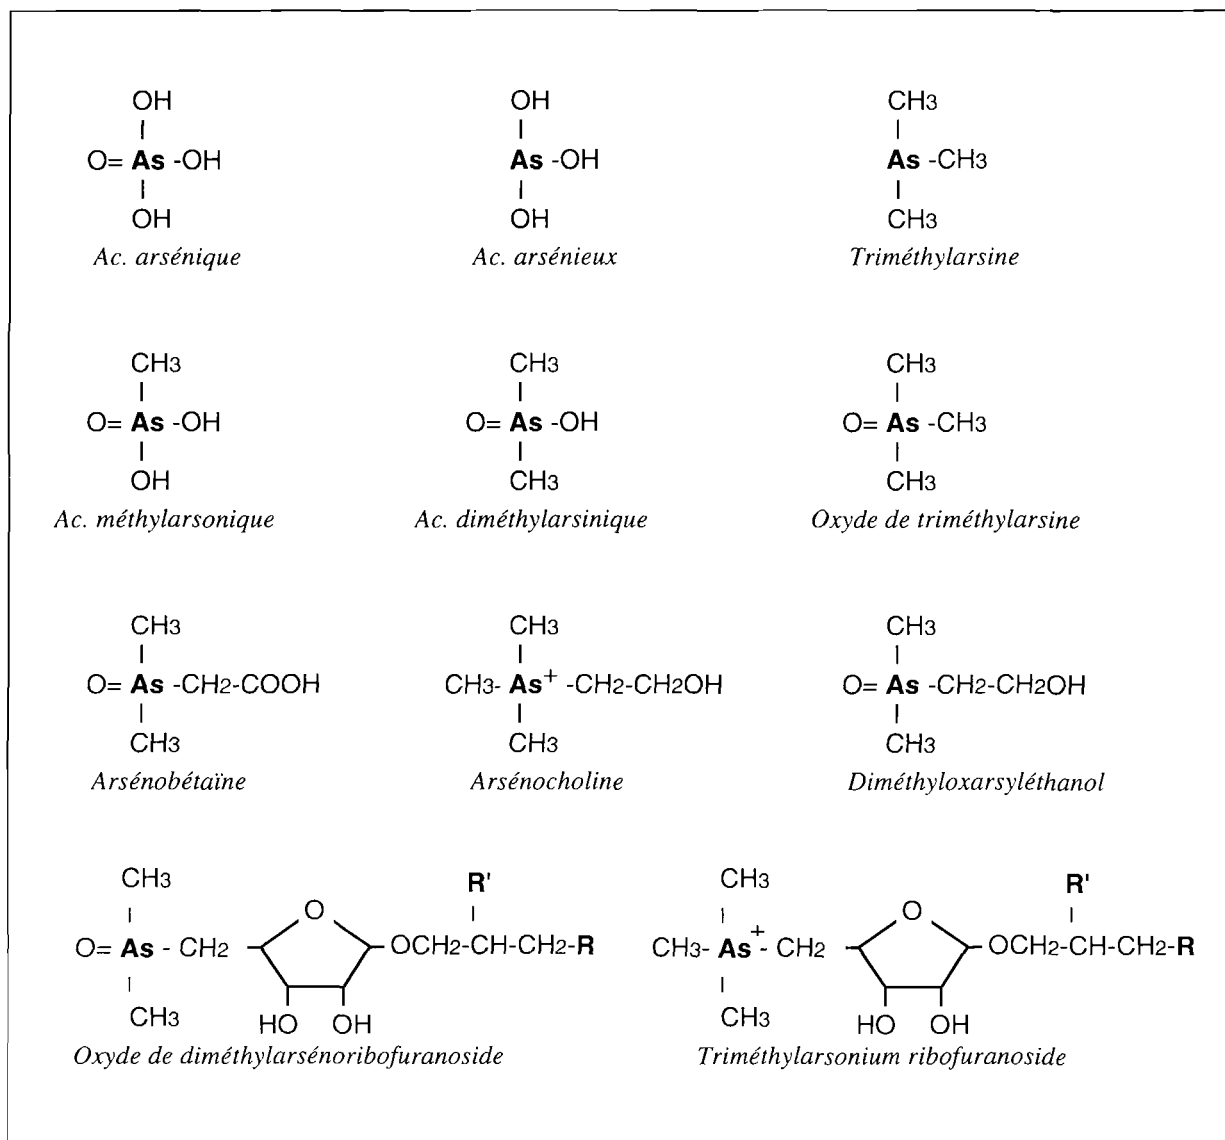 OH OH CH3
O= As -OH As -OH As -CH3
OH OH CH3
Ac. arsénique Ac. arsénieux Triméthylarsine
CH3 CH3 CH3
O= As -OH O= As -OH O= As -CH3
OH CH3 CH3
Ac. méthylarsonique Ac. diméthylarsinique Oxyde de triméthylarsine
CH3 CH3 CH3
O= As -CH2-COOH CH3- As+ -CH2-CH2OH O= As -CH2-CH2OH
CH3 CH3 CH3
Arsénobétaïne Arsénocholine Diméthyloxarsyléthanol
CH3 R' CH3 R'
O O
O= As - CH2 OCH2-CH-CH2-R CH3- As+ - CH2 OCH2-CH-CH2-R
CH3 HO OH CH3 HO OH
Oxyde de diméthylarsénoribofuranoside Triméthylarsonium ribofuranoside